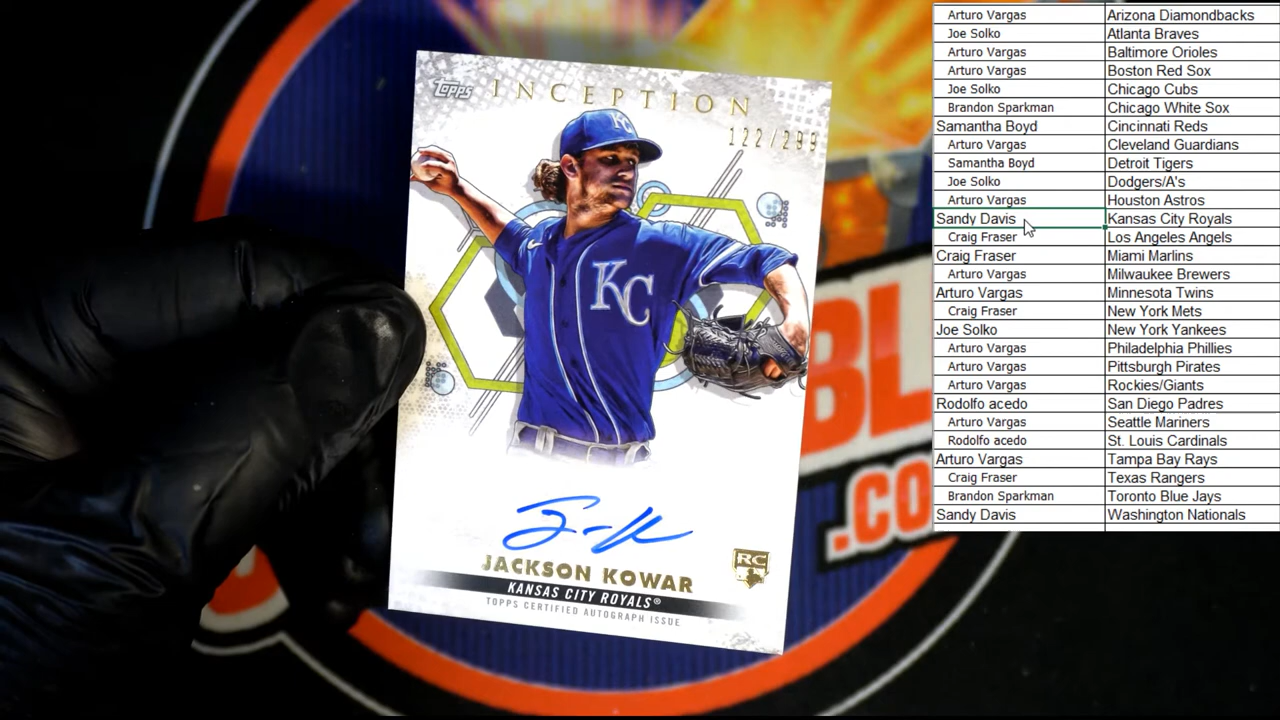 Topps
INCEPTION
122/299
KC
KC
JACKSON KOWAR
RC
KANSAS CITY ROYALS®
TOPPS CERTIFIED AUTOGRAPH ISSUE
BL
.CO
Arturo Vargas Arizona Diamondbacks
Joe Solko Atlanta Braves
Arturo Vargas Baltimore Orioles
Arturo Vargas Boston Red Sox
Joe Solko Chicago Cubs
Brandon Sparkman Chicago White Sox
Samantha Boyd Cincinnati Reds
Arturo Vargas Cleveland Guardians
Samantha Boyd Detroit Tigers
Joe Solko Dodgers/A's
Arturo Vargas Houston Astros
Sandy Davis Kansas City Royals
Craig Fraser Los Angeles Angels
Craig Fraser Miami Marlins
Arturo Vargas Milwaukee Brewers
Arturo Vargas Minnesota Twins
Craig Fraser New York Mets
Joe Solko New York Yankees
Arturo Vargas Philadelphia Phillies
Arturo Vargas Pittsburgh Pirates
Arturo Vargas Rockies/Giants
Rodolfo acedo San Diego Padres
Arturo Vargas Seattle Mariners
Rodolfo acedo St. Louis Cardinals
Arturo Vargas Tampa Bay Rays
Craig Fraser Texas Rangers
Brandon Sparkman Toronto Blue Jays
Sandy Davis Washington Nationals